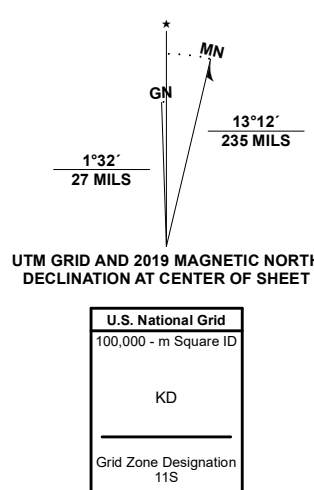 ★
MN
GN
13°12´
235 MILS
1°32´
27 MILS
UTM GRID AND 2019 MAGNETIC NORTH
DECLINATION AT CENTER OF SHEET
U.S. National Grid
100,000 - m Square ID
KD
Grid Zone Designation
11S